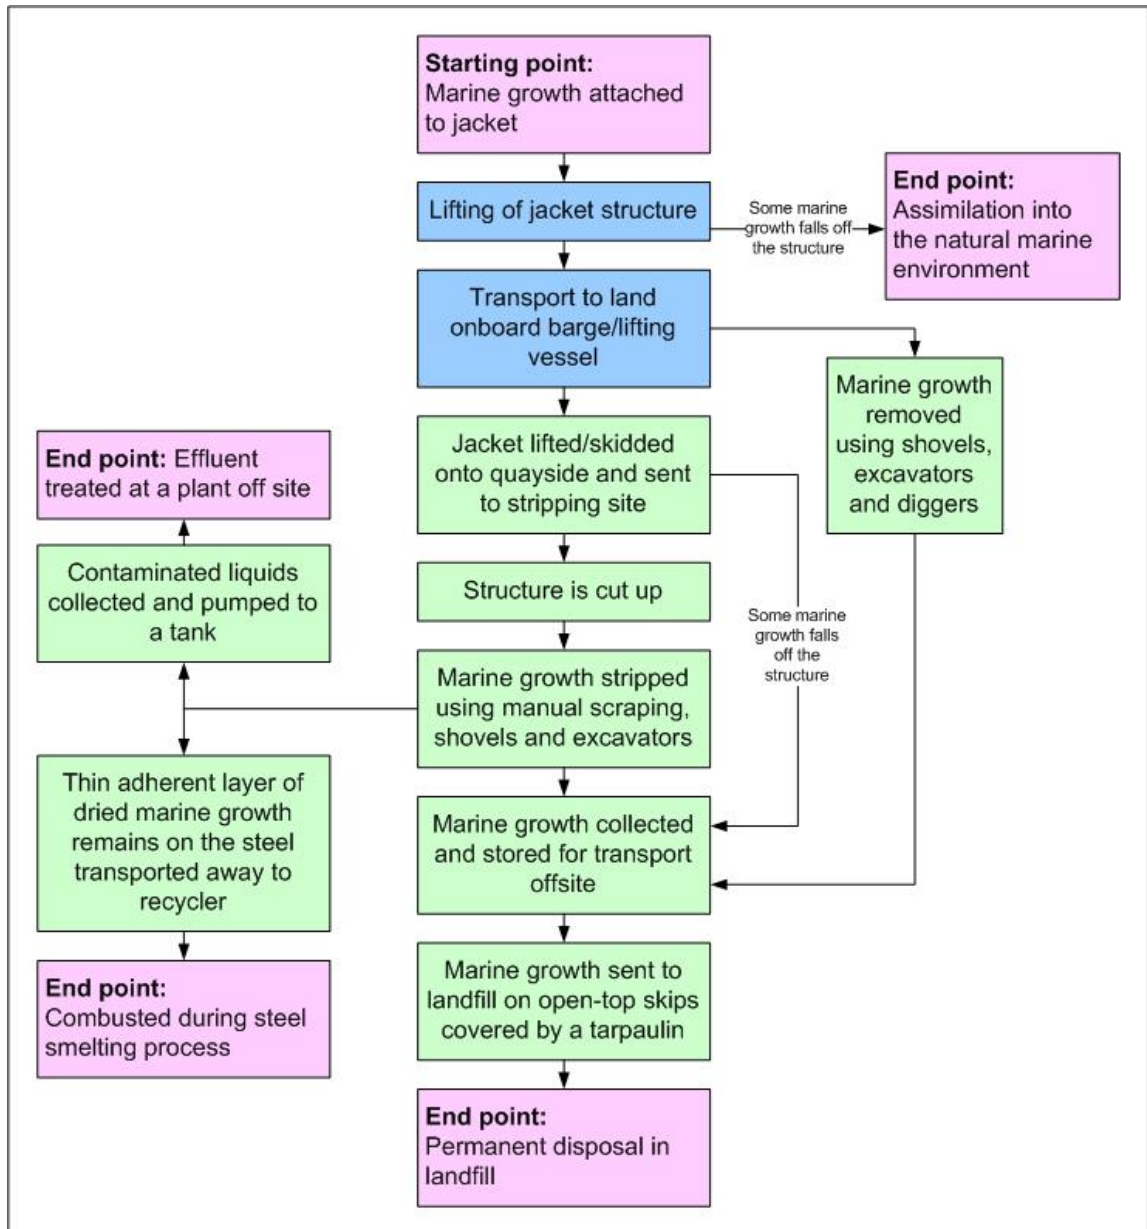 Starting point:
Marine growth attached
to jacket
Lifting of jacket structure
Some marine
growth falls off
the structure
End point:
Assimilation into
the natural marine
environment
Transport to land
onboard barge/lifting
vessel
Marine growth
removed
using shovels,
excavators
and diggers
Jacket lifted/skidded
onto quayside and sent
to stripping site
End point: Effluent
treated at a plant off site
Contaminated liquids
collected and pumped to
a tank
Structure is cut up
Some marine
growth falls
off the
structure
Marine growth stripped
using manual scraping,
shovels and excavators
Thin adherent layer of
dried marine growth
remains on the steel
transported away to
recycler
Marine growth collected
and stored for transport
offsite
End point:
Combusted during steel
smelting process
Marine growth sent to
landfill on open-top skips
covered by a tarpaulin
End point:
Permanent disposal in
landfill